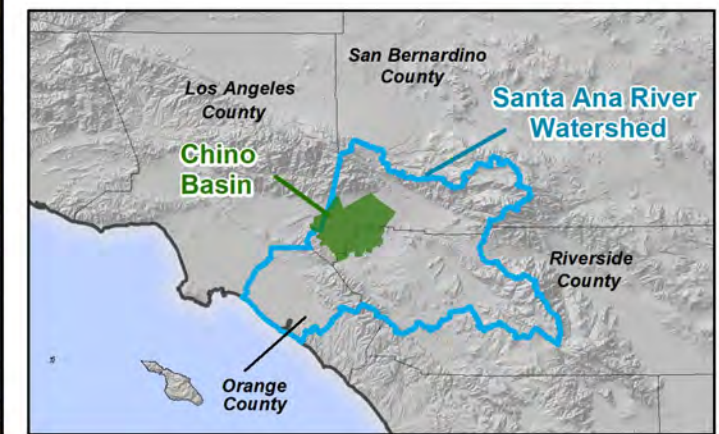 San Bernardino
County
Los Angeles
County
Santa Ana River
Watershed
Chino
Basin
Riverside
County
Orange
County